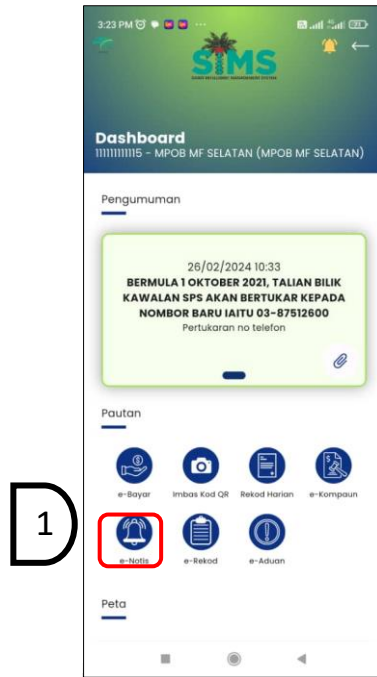 3:23 PM
SIMS
Dashboard
111111111115 - MPOB MF SELATAN (MPOB MF SELATAN)
Pengumuman
26/02/2024 10:33
BERMULA 1 OKTOBER 2021, TALIAN BILIK
KAWALAN SPS AKAN BERTUKAR KEPADA
NOMBOR BARU IAITU 03-87512600
Pertukaran no telefon
Pautan
e-Bayar Imbas Kod QR Rekod Harian e-Kompaun
1
e-Notis e-Rekod e-Aduan
Peta